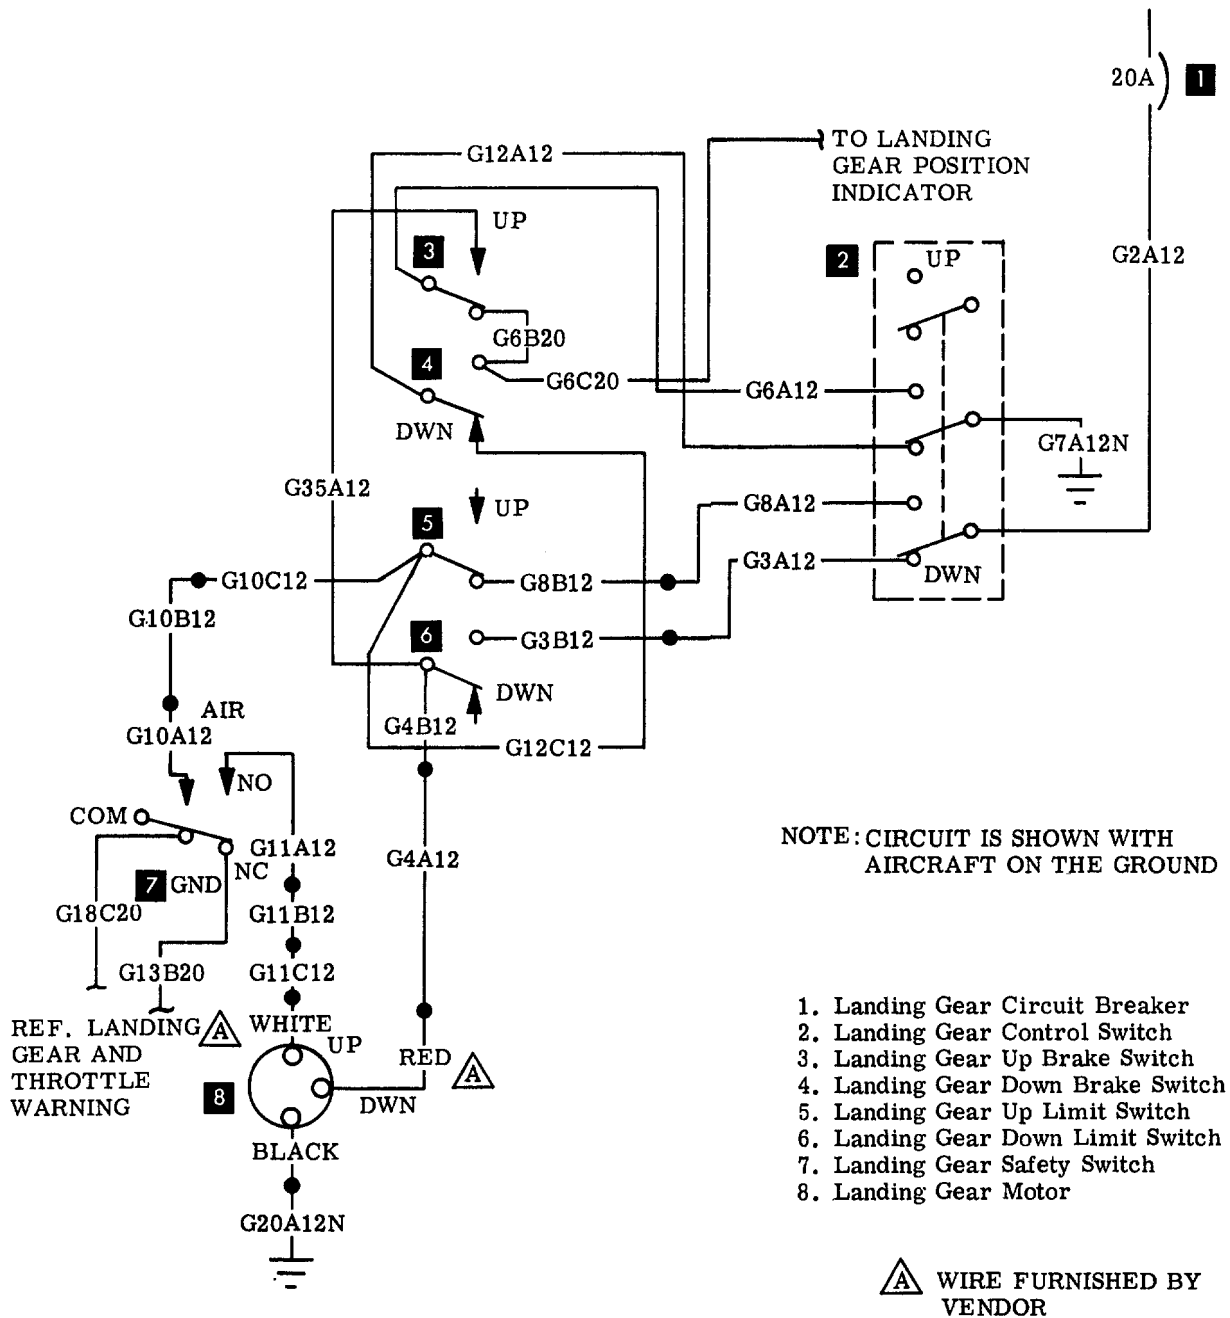 20A
1
TO LANDING
GEAR POSITION
INDICATOR
G12A12
UP
3
2
UP
G2A12
G6B20
4
G6C20
G6A12
DWN
G7A12N
G35A12
UP
G8A12
5
G10C12
G8B12
G3A12
DWN
G10B12
6
G3B12
DWN
AIR
G10A12
G4B12
G12C12
NO
COM
G11A12
G4A12
NC
7
GND
G18C20
G11B12
G13B20
G11C12
NOTE: CIRCUIT IS SHOWN WITH
AIRCRAFT ON THE GROUND
REF. LANDING
GEAR AND
THROTTLE
WARNING
A
WHITE
UP
RED
A
8
DWN
BLACK
G20A12N
1. Landing Gear Circuit Breaker
2. Landing Gear Control Switch
3. Landing Gear Up Brake Switch
4. Landing Gear Down Brake Switch
5. Landing Gear Up Limit Switch
6. Landing Gear Down Limit Switch
7. Landing Gear Safety Switch
8. Landing Gear Motor
A WIRE FURNISHED BY
VENDOR